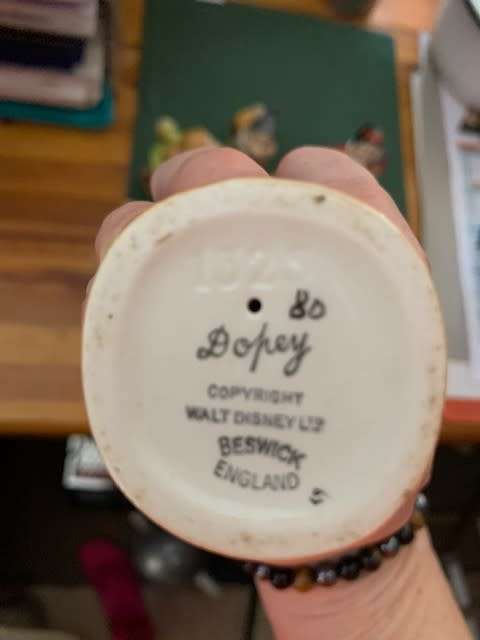 80
Dopey
COPYRIGHT
WALT DISNEY LTD
BESWICK
ENGLAND